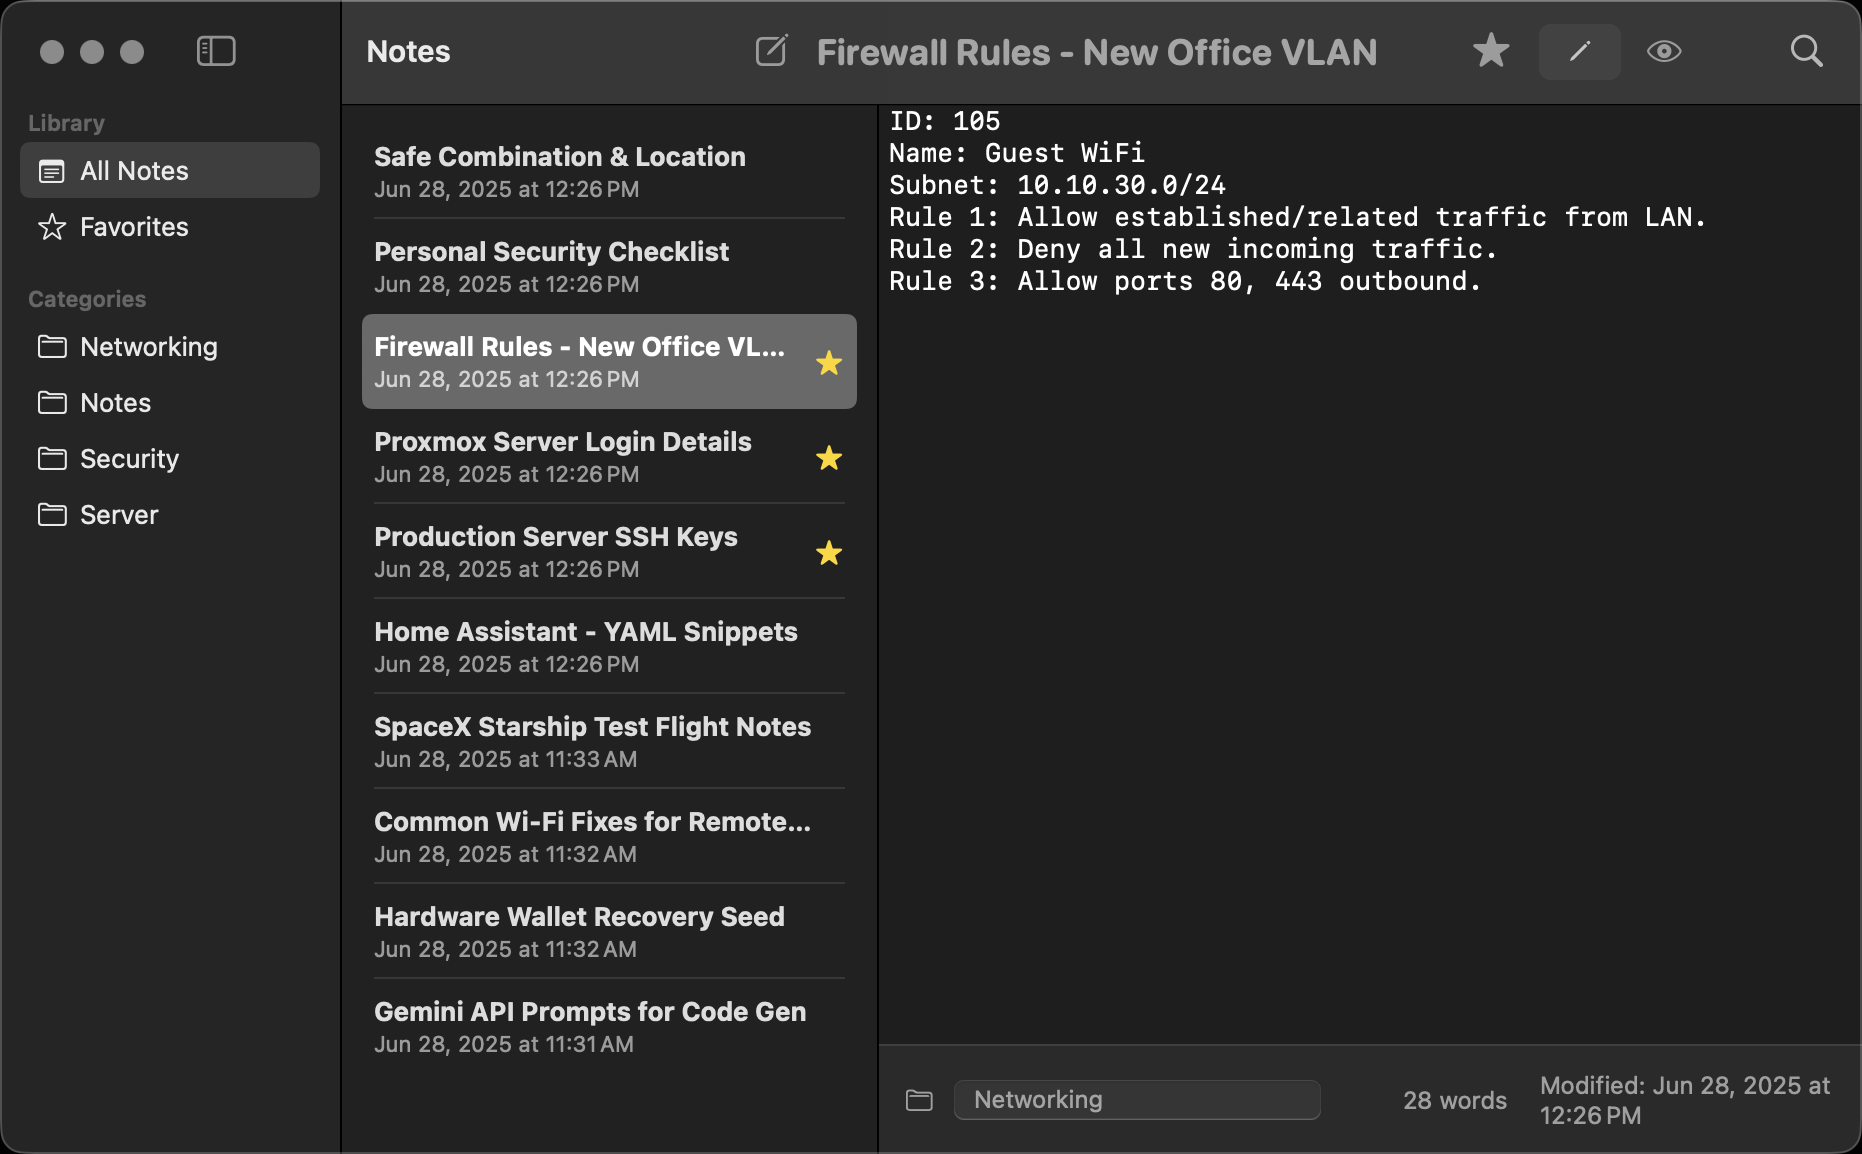 Library
All Notes
Favorites
Categories
Networking
Notes
Security
Server
Notes
Safe Combination & Location
Jun 28, 2025 at 12:26 PM
Personal Security Checklist
Jun 28, 2025 at 12:26 PM
Firewall Rules - New Office VL...
Jun 28, 2025 at 12:26 PM
Proxmox Server Login Details
Jun 28, 2025 at 12:26 PM
Production Server SSH Keys
Jun 28, 2025 at 12:26 PM
Home Assistant - YAML Snippets
Jun 28, 2025 at 12:26 PM
SpaceX Starship Test Flight Notes
Jun 28, 2025 at 11:33 AM
Common Wi-Fi Fixes for Remote...
Jun 28, 2025 at 11:32 AM
Hardware Wallet Recovery Seed
Jun 28, 2025 at 11:32 AM
Gemini API Prompts for Code Gen
Jun 28, 2025 at 11:31 AM
Firewall Rules - New Office VLAN
ID: 105
Name: Guest WiFi
Subnet: 10.10.30.0/24
Rule 1: Allow established/related traffic from LAN.
Rule 2: Deny all new incoming traffic.
Rule 3: Allow ports 80, 443 outbound.
Networking
28 words
Modified: Jun 28, 2025 at
12:26 PM